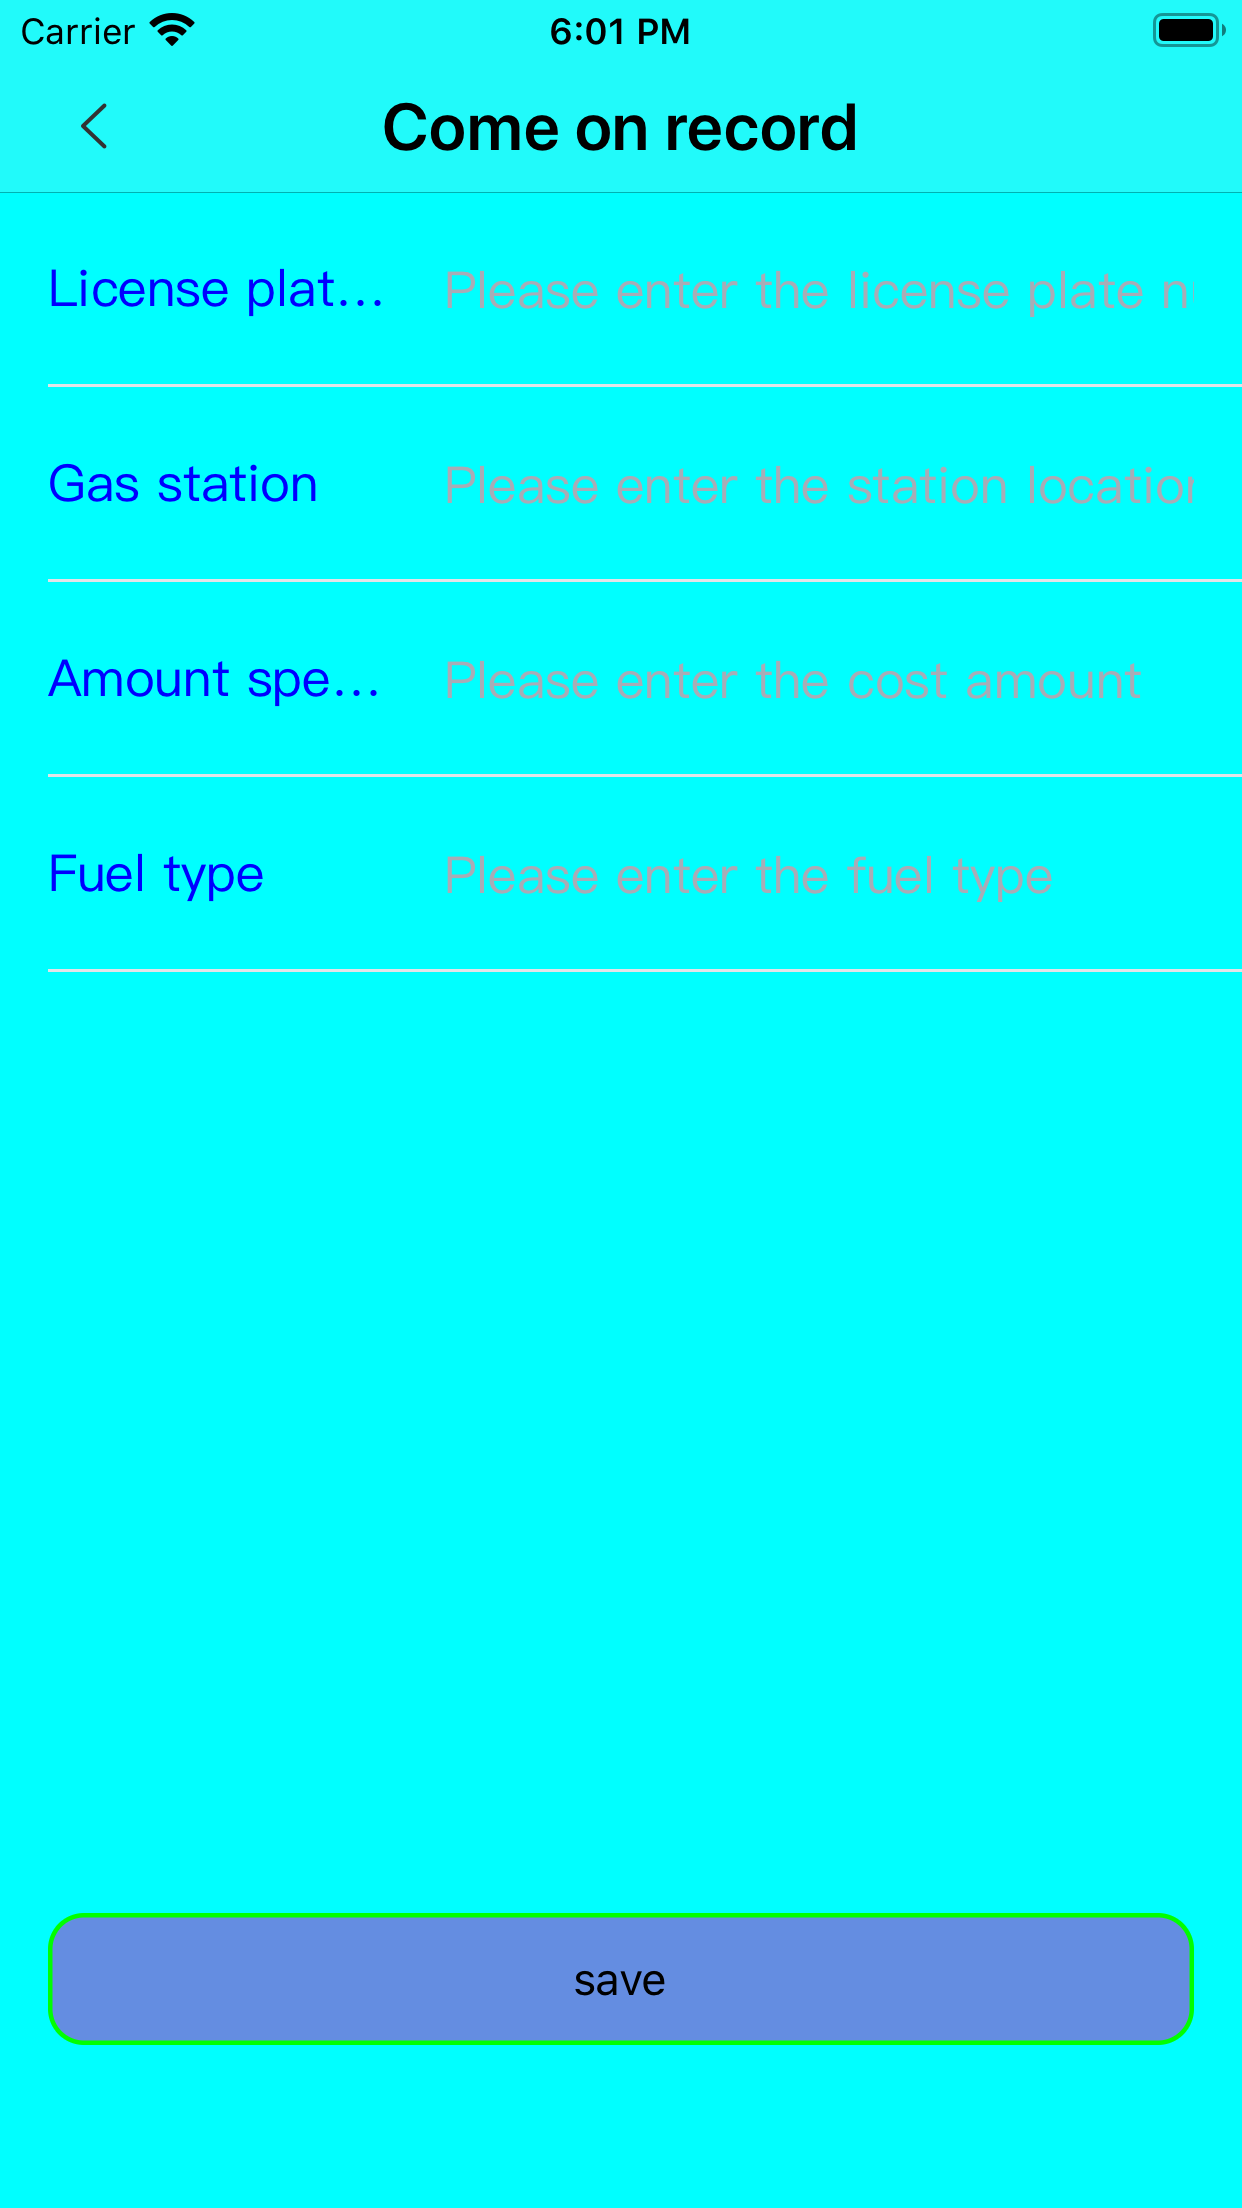 Carrier 6:01 PM
Come on record
License plat... Please enter the license plate n
Gas station Please enter the station location
Amount spe... Please enter the cost amount
Fuel type Please enter the fuel type
save